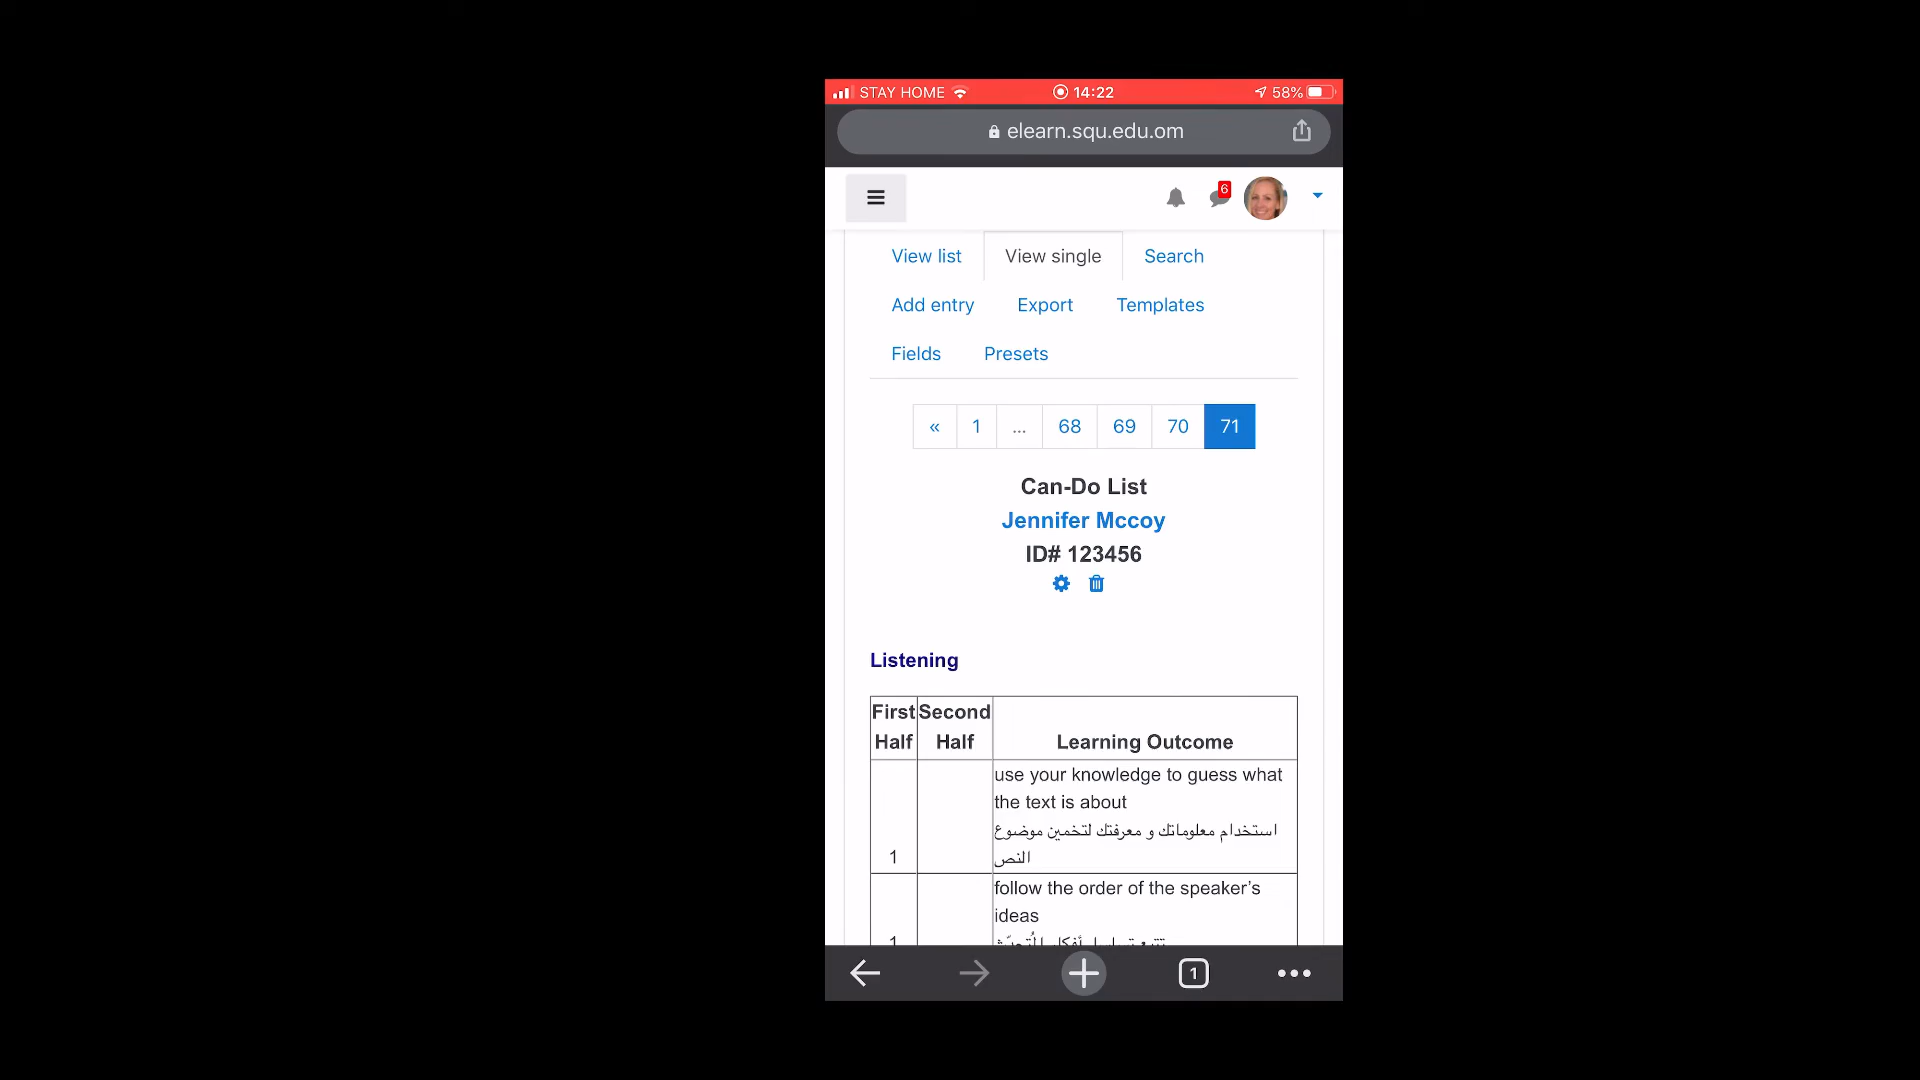 STAY HOME 14:22 58%
elearn.squ.edu.om
6
View list View single Search
Add entry Export Templates
Fields Presets
« 1 ... 68 69 70 71
Can-Do List
Jennifer Mccoy
ID# 123456
Listening
First Second
Half Half Learning Outcome
use your knowledge to guess what
the text is about
استخدام معلوماتك و معرفتك لتخمين موضوع
1 النص
follow the order of the speaker’s
ideas
1
1